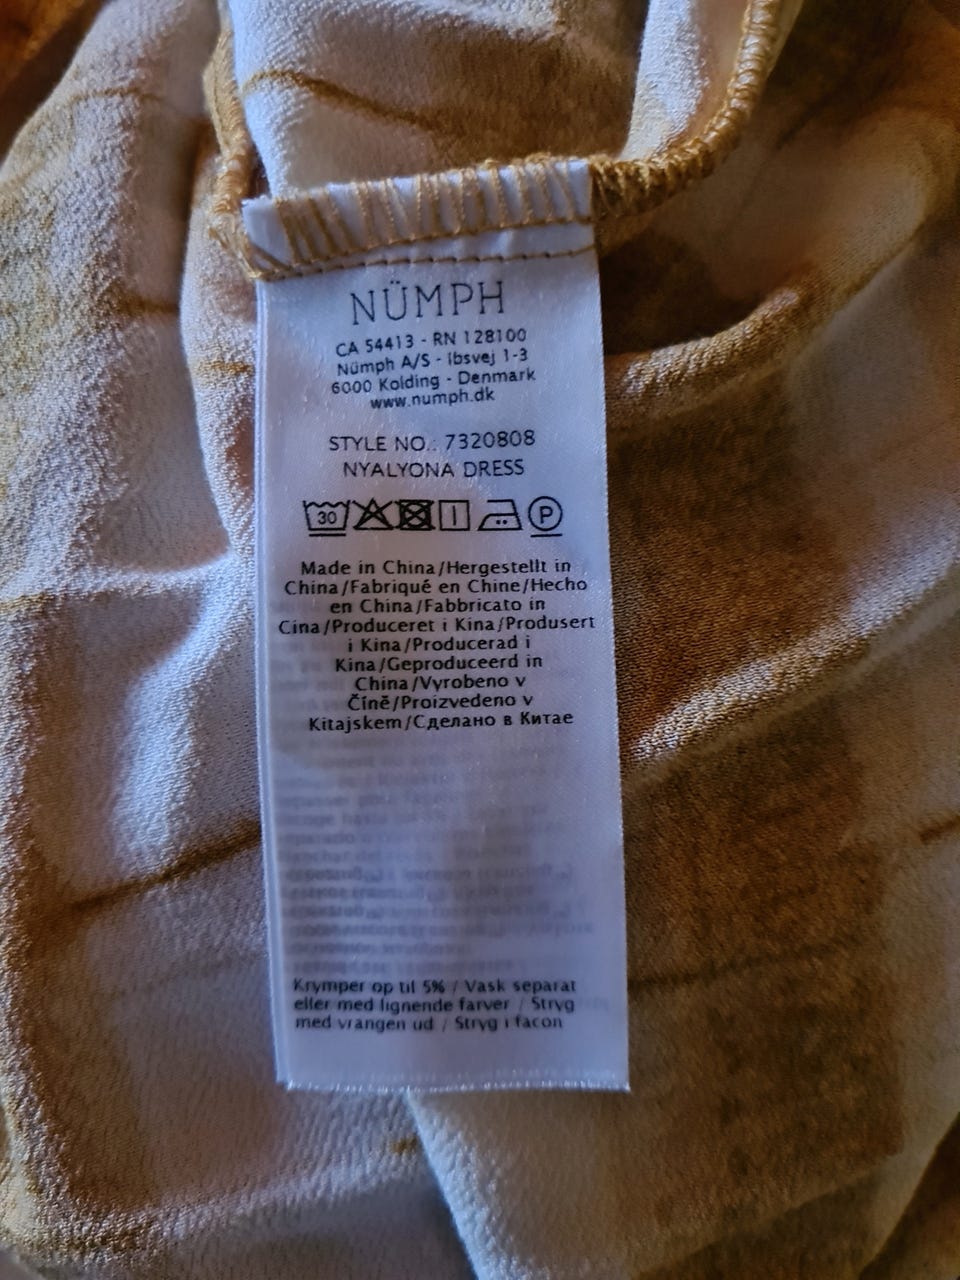 NÜMPH
CA 54413 - RN 128100
Nümph A/S - Ibsvej 1-3
6000 Kolding - Denmark
www.numph.dk
STYLE NO.: 7320808
NYALYONA DRESS
30 P
Made in China/Hergestellt in
China/Fabriqué en Chine/Hecho
en China/Fabbricato in
Cina/Produceret i Kina/Produsert
i Kina/Producerad i
Kina/Geproduceerd in
China/Vyrobeno v
Číně/Proizvedeno v
Kitajskem/Сделано в Китае
Krymper op til 5% / Vask separat
eller med lignende farver / Stryg
med vrangen ud / Stryg i facon